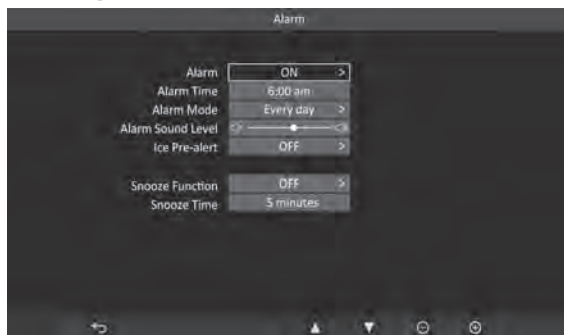 Alarm
Alarm ON >
Alarm Time 6:00 am
Alarm Mode Every day >
Alarm Sound Level
Ice Pre-alert OFF >
Snooze Function OFF >
Snooze Time 5 minutes